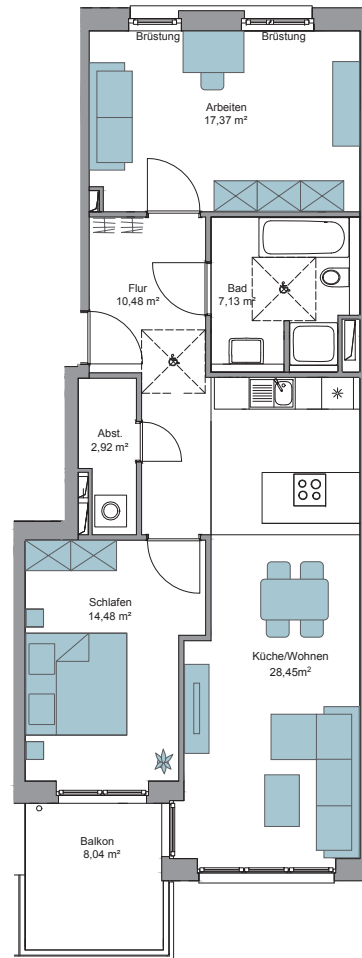 Brüstung
Brüstung
Arbeiten
17,37 m²
Flur
10,48 m²
Bad
7,13 m²
Abst.
2,92 m²
Schlafen
14,48 m²
Küche/Wohnen
28,45m²
Balkon
8,04 m²